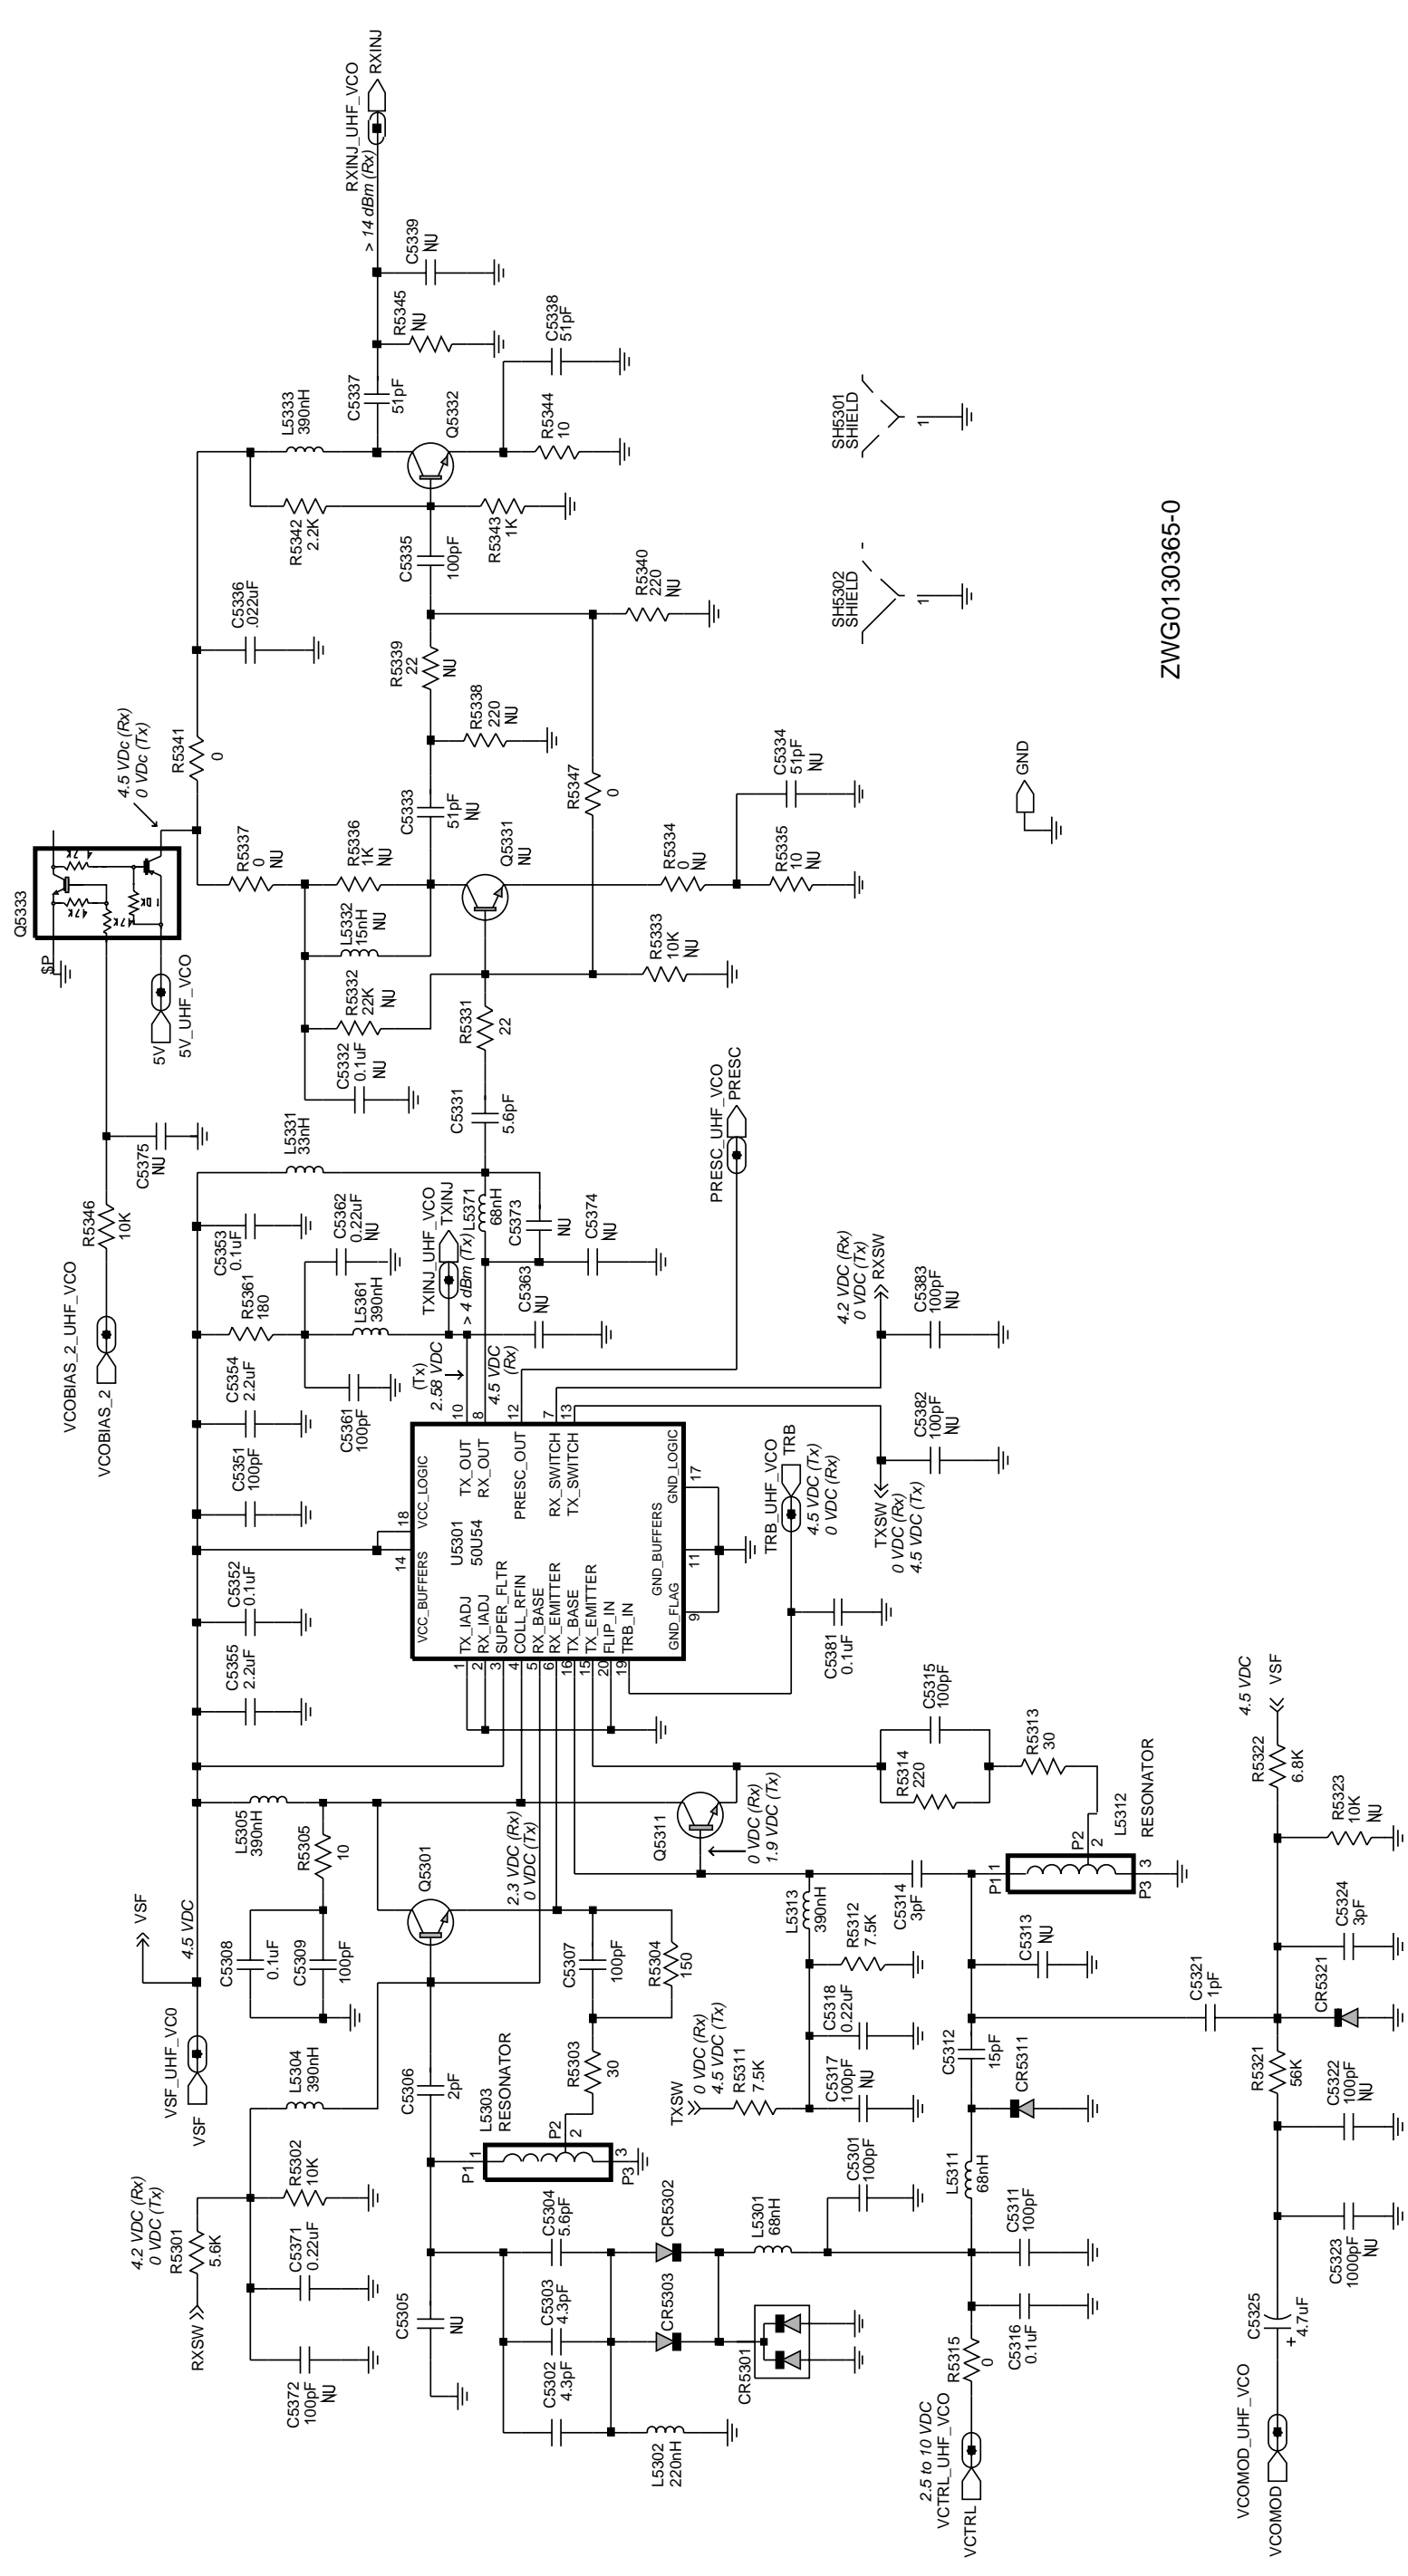 RXINJ_UHF_VCO
RXINJ
> 14 dBm (Rx)
C5339
NU
R5345
NU
C5338
51pF
C5337
51pF
L5333
390nH
Q5332
R5344
10
R5342
2.2K
R5343
1K
C5335
100pF
C5336
.022uF
R5340
220
NU
R5339
22
NU
R5338
220
NU
R5341
0
4.5 VDc (Rx)
0 VDc (Tx)
R5347
0
C5333
51pF
NU
C5334
51pF
NU
R5337
0
NU
R5336
1K
NU
Q5331
NU
R5334
0
NU
R5335
10
NU
Q5333
47K
47K
4.7K
10K
5V
5V_UHF_VCO
L5332
15nH
NU
R5332
22K
NU
R5333
10K
NU
R5331
22
C5332
0.1uF
NU
C5331
5.6pF
SH5301
SHIELD
1
SH5302
SHIELD
1
ZWG0130365-0
GND
PRESC_UHF_VCO
PRESC
L5331
33nH
C5375
NU
R5346
10K
VCOBIAS_2_UHF_VCO
VCOBIAS_2
C5353
0.1uF
C5362
0.22uF
NU
L5371
68nH
C5373
NU
C5374
NU
TXINJ_UHF_VCO
TXINJ
> 4 dBm (Tx)
R5361
180
L5361
390nH
C5363
NU
(Tx)
2.58 VDC
4.5 VDC
(Rx)
C5354
2.2uF
C5361
100pF
C5351
100pF
4.2 VDC (Rx)
0 VDC (Tx)
RXSW
C5383
100pF
NU
C5382
100pF
NU
TXSW
0 VDC (Rx)
4.5 VDC (Tx)
TRB_UHF_VCO
TRB
4.5 VDC (Tx)
0 VDC (Rx)
C5381
0.1uF
C5352
0.1uF
C5355
2.2uF
U5301
50U54
18 VCC_LOGIC
14 VCC_BUFFERS
10 TX_OUT
8 RX_OUT
12 PRESC_OUT
7 RX_SWITCH
13 TX_SWITCH
17 GND_LOGIC
11 GND_BUFFERS
9 GND_FLAG
1 TX_IADJ
2 RX_IADJ
3 SUPER_FLTR
4 COLL_RFIN
5 RX_BASE
6 RX_EMITTER
16 TX_BASE
15 TX_EMITTER
20 FLIP_IN
19 TRB_IN
L5305
390nH
R5305
10
Q5301
2.3 VDC (Rx)
0 VDC (Tx)
Q5311
0 VDC (Rx)
1.9 VDC (Tx)
C5315
100pF
R5314
220
R5313
30
L5312
RESONATOR
P1
1
P2
2
P3
3
4.5 VDC
VSF
R5322
6.8K
R5323
10K
NU
C5324
3pF
CR5321
C5321
1pF
R5321
56K
C5322
100pF
NU
C5323
1000pF
NU
C5325
4.7uF
+
VCOMOD_UHF_VCO
VCOMOD
VSF
4.5 VDC
VSF_UHF_VC0
VSF
C5308
0.1uF
C5309
100pF
L5304
390nH
C5307
100pF
R5304
150
R5303
30
C5306
2pF
L5303
RESONATOR
P1
1
P2
2
P3
3
L5313
390nH
R5312
7.5K
C5314
3pF
C5313
NU
C5318
0.22uF
C5317
100pF
NU
TXSW
0 VDC (Rx)
4.5 VDC (Tx)
R5311
7.5K
C5312
15pF
CR5311
L5311
68nH
C5311
100pF
C5316
0.1uF
R5315
0
2.5 to 10 VDC
VCTRL_UHF_VCO
VCTRL
C5301
100pF
L5301
68nH
CR5302
CR5303
CR5301
C5304
5.6pF
C5303
4.3pF
C5302
4.3pF
L5302
220nH
C5305
NU
4.2 VDC (Rx)
0 VDC (Tx)
R5301
5.6K
RXSW
R5302
10K
C5371
0.22uF
C5372
100pF
NU